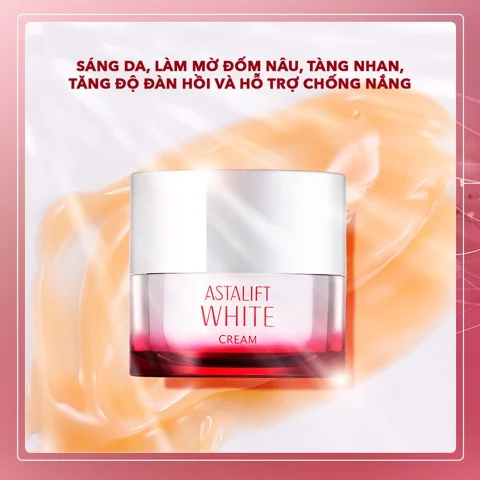 SÁNG DA, LÀM MỜ ĐỐM NÂU, TÀNG NHAN,
TĂNG ĐỘ ĐÀN HỒI VÀ HỖ TRỢ CHỐNG NẮNG
ASTALIFT
WHITE
CREAM